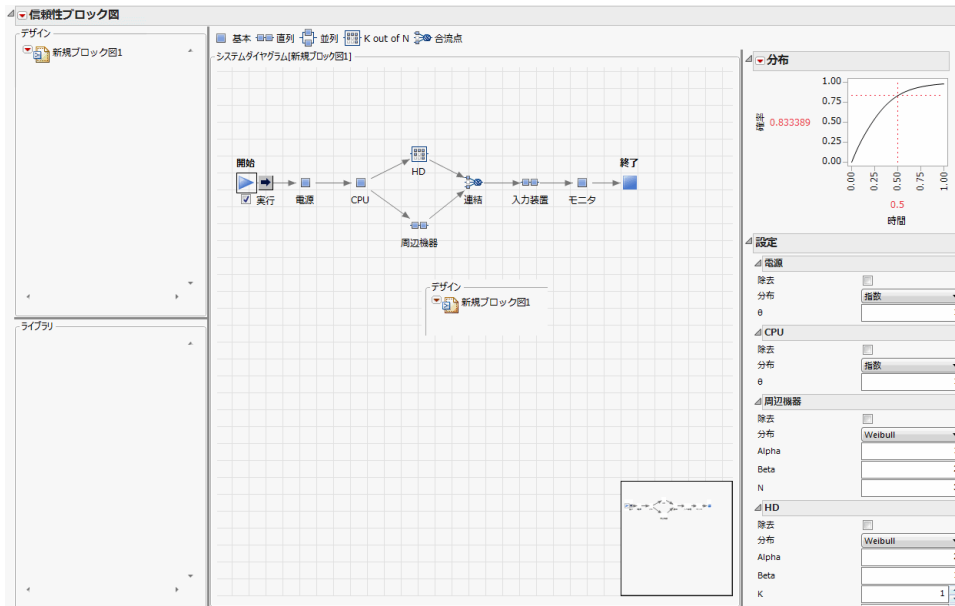 信頼性ブロック図
デザイン
新規ブロック図1
ライブラリ
基本 直列 並列 K out of N 合流点
システムダイヤグラム[新規ブロック図1]
開始
実行
電源
CPU
HD
周辺機器
連結
入力装置
モニタ
終了
デザイン
新規ブロック図1
分布
1.00
0.75
0.50
0.25
0.00
確率
0.833389
0.00
0.25
0.50
0.75
1.00
0.5
時間
設定
電源
除去
分布 指数
θ
CPU
除去
分布 指数
θ
周辺機器
除去
分布 Weibull
Alpha
Beta
N
HD
除去
分布 Weibull
Alpha
Beta
K 1